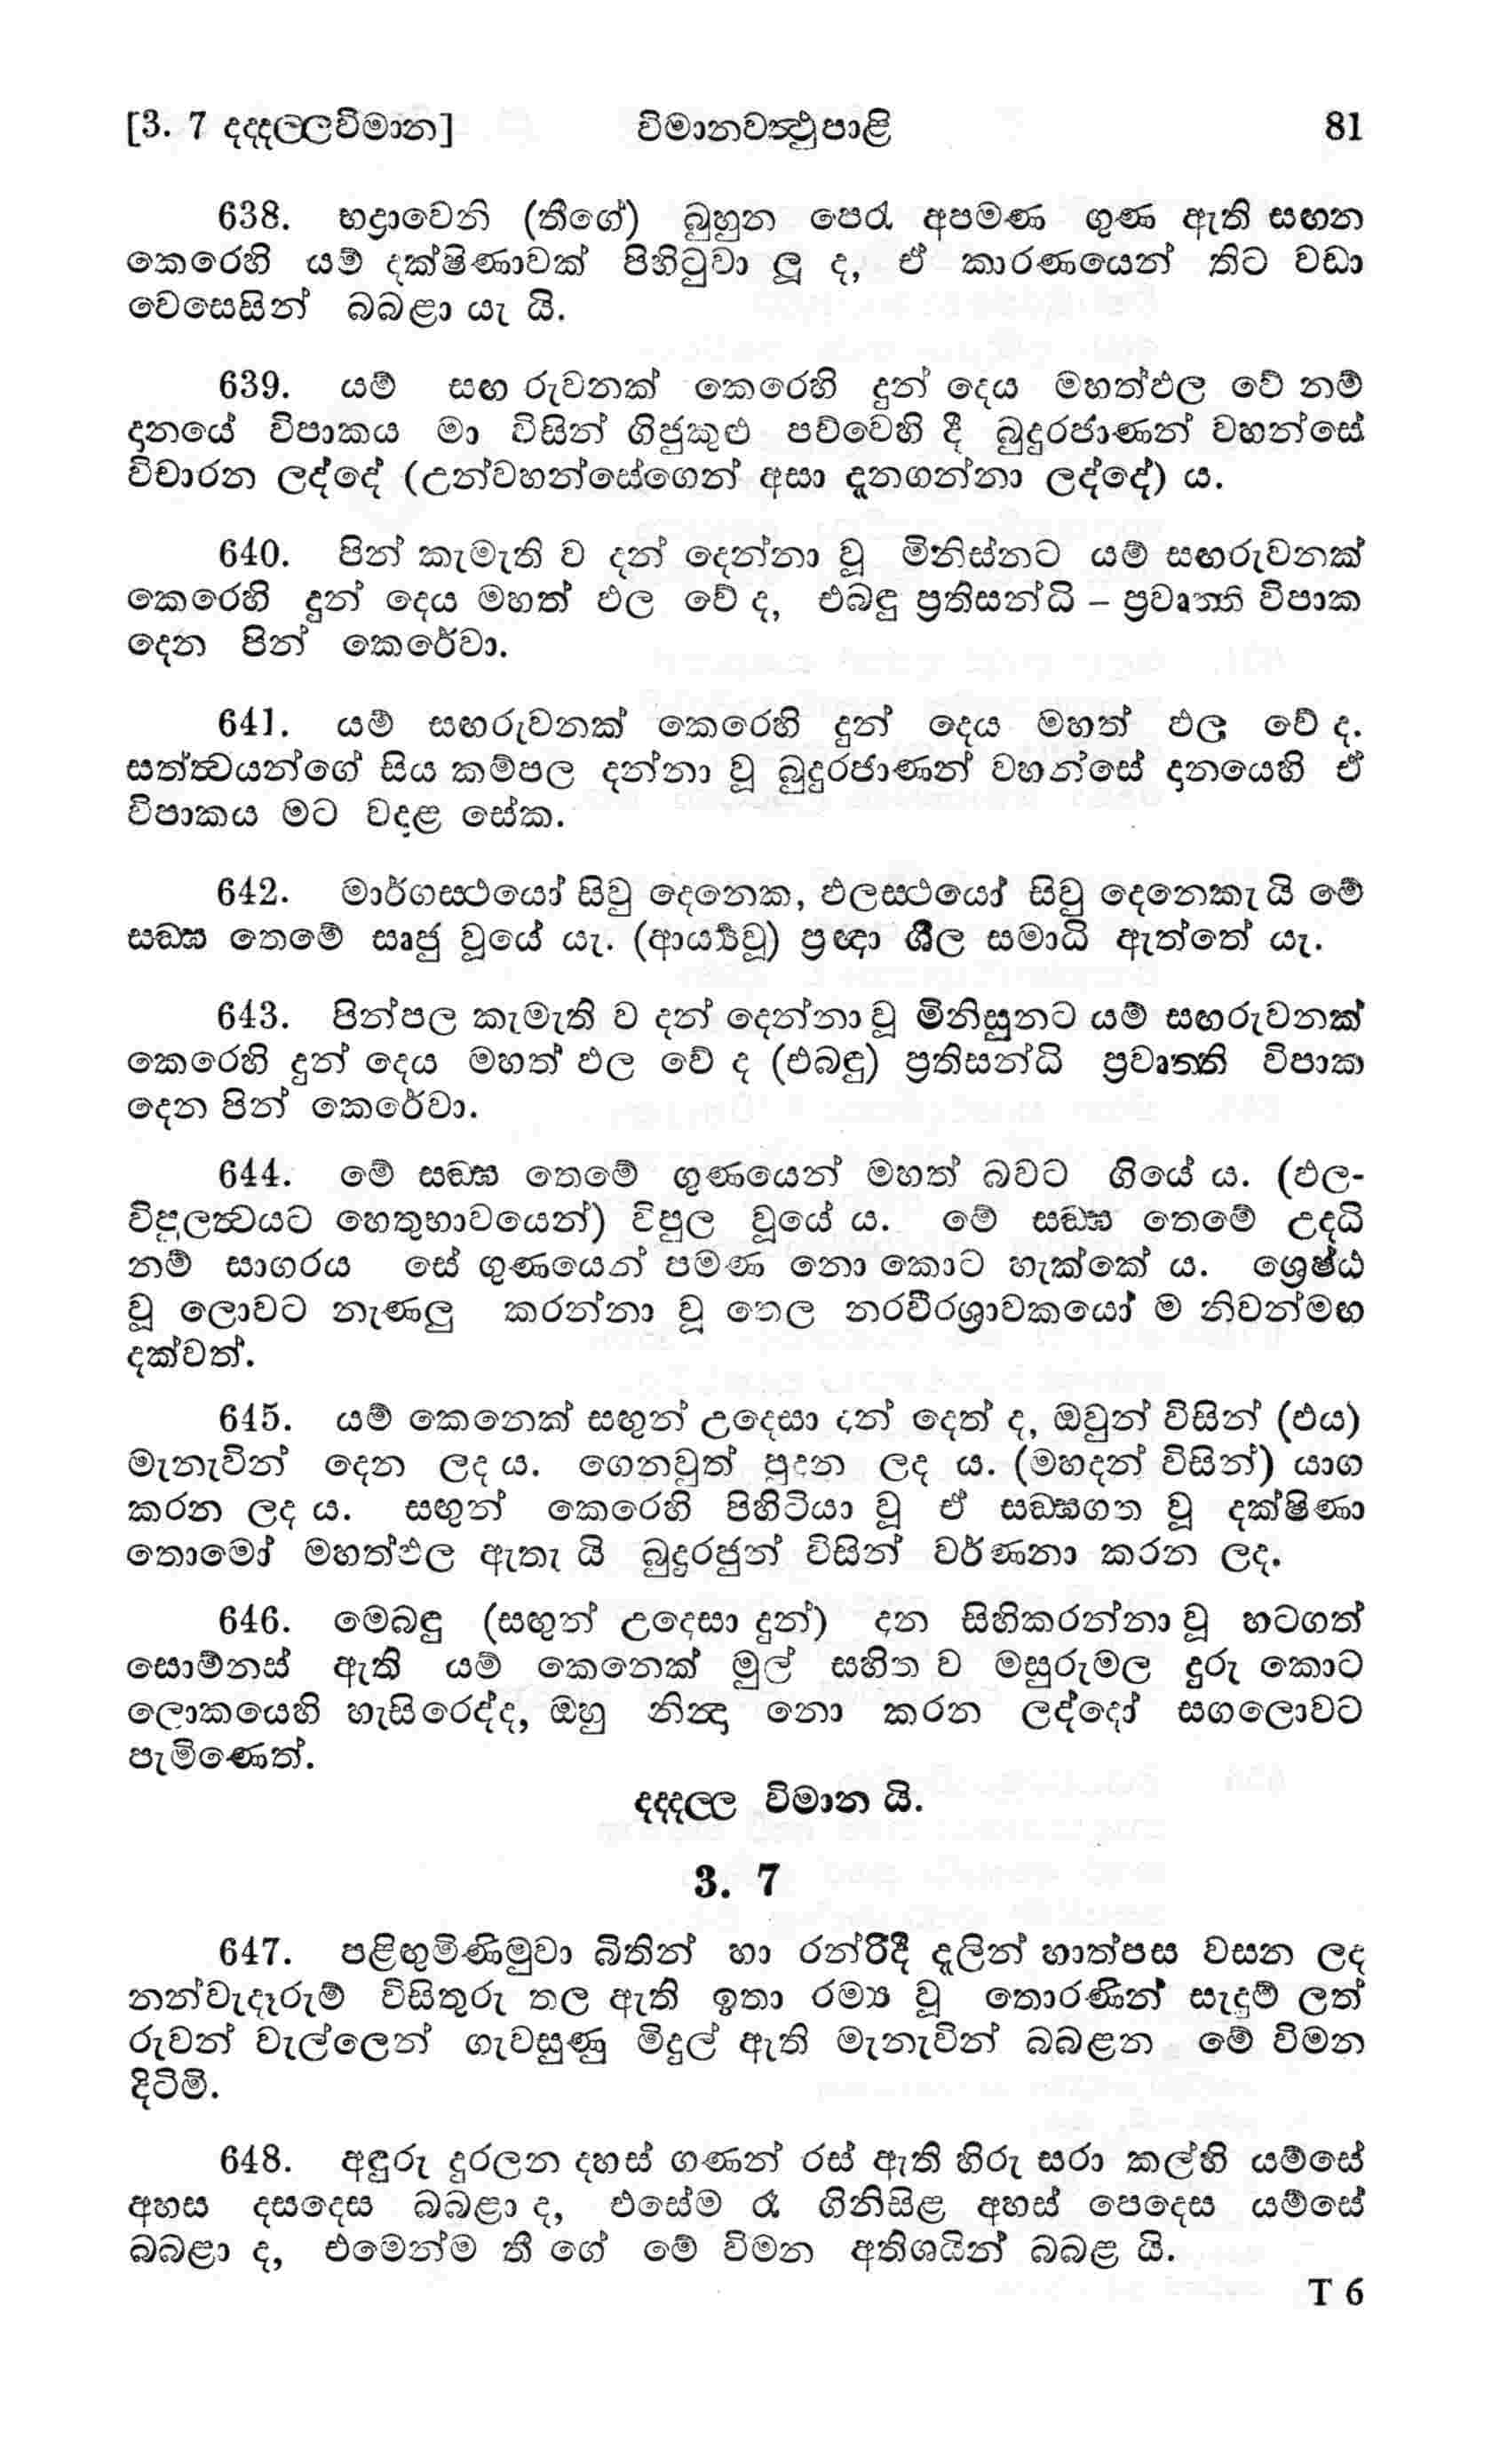 [3. 7 දද්දල්ලවිමාන] විමානවත්ථුපාළි 81
638. භද්‍රාවෙනි (තීගේ) බුහුන පෙරැ අපමණ ගුණ ඇති සඟන
කෙරෙහි යම් දක්ෂිණාවක් පිහිටුවා ලූ ද, ඒ කාරණයෙන් තිට වඩා
වෙසෙසින් බබළා යැ යි.
639. යම් සඟ රුවනක් කෙරෙහි දුන් දෙය මහත්ඵල වේ නම්
දානයේ විපාකය මා විසින් ගිජුකුළු පව්වෙහි දී බුදුරජාණන් වහන්සේ
විචාරන ලද්දේ (උන්වහන්සේගෙන් අසා දැනගන්නා ලද්දේ) ය.
640. පින් කැමැති ව දන් දෙන්නා වූ මිනිස්නට යම් සඟරුවනක්
කෙරෙහි දුන් දෙය මහත් ඵල වේ ද, එබඳු ප්‍රතිසන්ධි – ප්‍රවෘත්ති විපාක
දෙන පින් කෙරේවා.
641. යම් සඟරුවනක් කෙරෙහි දුන් දෙය මහත් ඵල වේ ද.
සත්ත්‍වයන්ගේ සිය කම්පල දන්නා වූ බුදුරජාණන් වහන්සේ දානයෙහි ඒ
විපාකය මට වදාළ සේක.
642. මාර්ගස්ථයෝ සිවු දෙනෙක, ඵලස්ථයෝ සිවු දෙනෙකැ යි මේ
සඞ්ඝ තෙමේ සෘජු වූයේ යැ. (ආර්‍ය්‍යවූ) ප්‍රඥා ශීල සමාධි ඇත්තේ යැ.
643. පින්පල කැමැති ව දන් දෙන්නා වූ මිනිසුනට යම් සඟරුවනක්
කෙරෙහි දුන් දෙය මහත් ඵල වේ ද (එබඳු) ප්‍රතිසන්ධි ප්‍රවෘත්ති විපාක
දෙන පින් කෙරේවා.
644. මේ සඞ්ඝ තෙමේ ගුණයෙන් මහත් බවට ගියේ ය. (ඵල-
විපුලත්‍වයට හෙතුභාවයෙන්) විපුල වූයේ ය. මේ සඞ්ඝ තෙමේ උදධි
නම් සාගරය සේ ගුණයෙන් පමණ නො කොට හැක්කේ ය. ශ්‍රෙෂ්ඨ
වූ ලොවට නැණලු කරන්නා වූ තෙල නරවීරශ්‍රාවකයෝ ම නිවන්මඟ
දක්වත්.
645. යම් කෙනෙක් සඟුන් උදෙසා දන් දෙත් ද, ඔවුන් විසින් (එය)
මැනැවින් දෙන ලද ය. ගෙනවුත් පුදන ලද ය. (මහදන් විසින්) යාග
කරන ලද ය. සඟුන් කෙරෙහි පිහිටියා වූ ඒ සඞ්ඝගත වූ දක්ෂිණා
තොමෝ මහත්ඵල ඇතැ යි බුදුරජුන් විසින් වර්ණනා කරන ලද.
646. මෙබඳු (සඟුන් උදෙසා දුන්) දන සිහිකරන්නා වූ හටගත්
සොම්නස් ඇති යම් කෙනෙක් මුල් සහිත ව මසුරුමල දුරු කොට
ලොකයෙහි හැසිරෙද්ද, ඔහු නින්‍දා නො කරන ලද්දෝ සගලොවට
පැමිණෙත්.
දද්දල්ල විමාන යි.
3. 7
647. පළිඟුමිණිමුවා බිතින් හා රන්රිදී දැලින් හාත්පස වසන ලද
නන්වැදෑරුම් විසිතුරු තල ඇති ඉතා රම්‍ය වූ තොරණින් සැදුම් ලත්
රුවන් වැල්ලෙන් ගැවසුණු මිදුල් ඇති මැනැවින් බබළන මේ විමන
දිටිමි.
648. අඳුරු දුරලන දහස් ගණන් රස් ඇති හිරු සරා කල්හි යම්සේ
අහස දසදෙස බබළා ද, එසේම රෑ ගිනිසිළ අහස් පෙදෙස යම්සේ
බබළා ද, එමෙන්ම තී ගේ මේ විමන අතිශයින් බබළ යි.
T 6